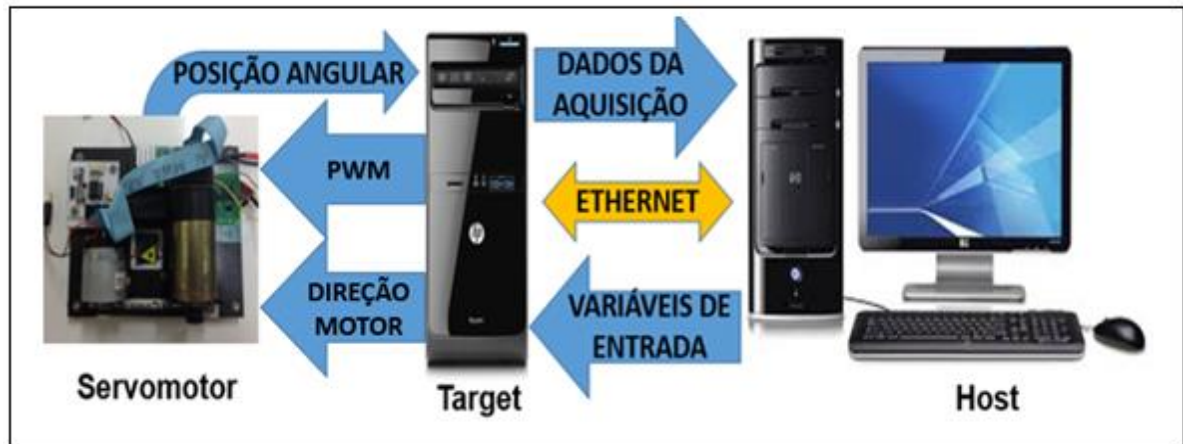 POSIÇÃO ANGULAR
PWM
DIREÇÃO
MOTOR
DADOS DA
AQUISIÇÃO
ETHERNET
VARIÁVEIS DE
ENTRADA
Servomotor
Target
Host